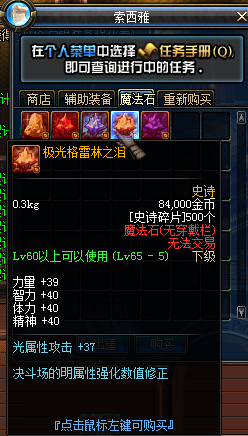 索西雅
在个人菜单中选择 任务手册(Q),
即可查询进行中的任务.
商店
辅助装备
魔法石
重新购买
极光格雷林之泪
史诗
0.3kg
84,000金币
[史诗碎片]500个
魔法石(无穿戴栏)
无法交易
Lv60以上可以使用 (Lv65 - 5)
下级
力量 +39
智力 +40
体力 +40
精神 +40
光属性攻击 +37
决斗场的明属性强化数值修正
『点击鼠标左键可购买』